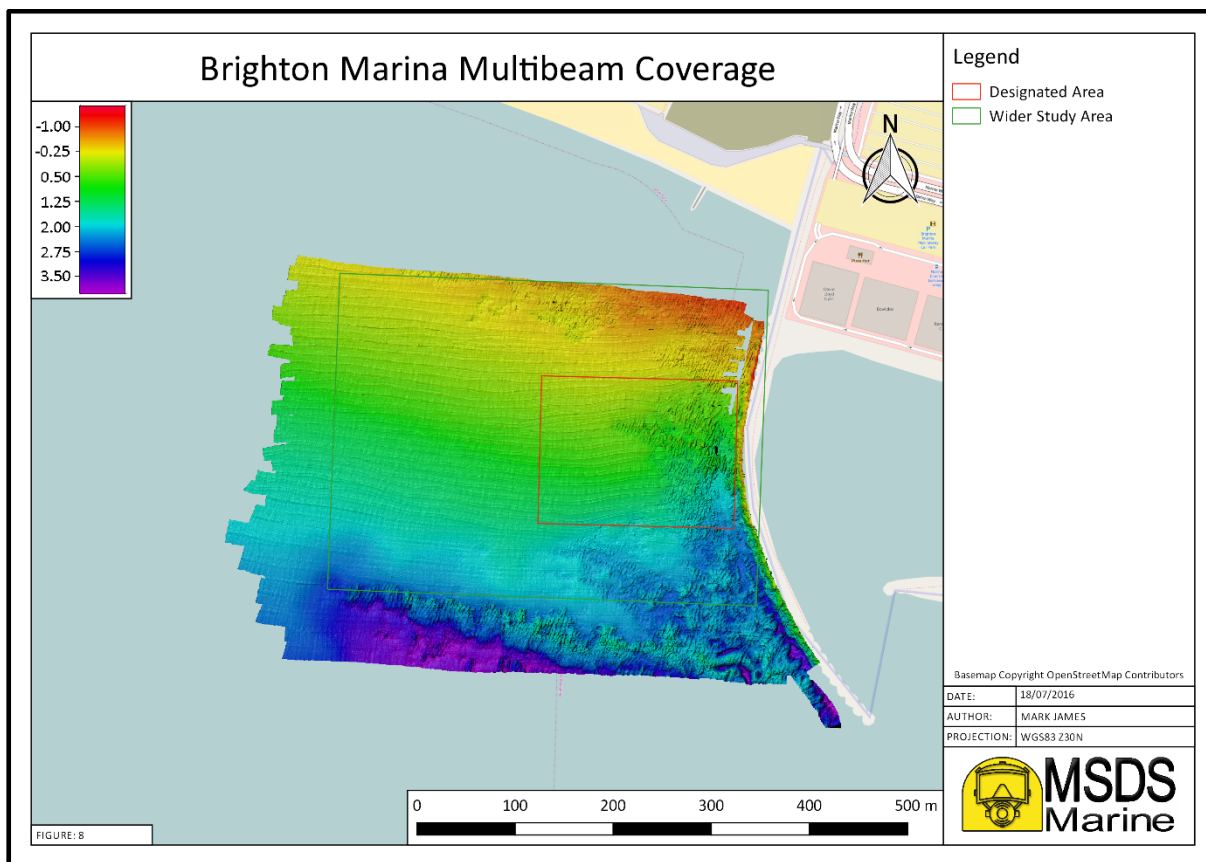 Brighton Marina Multibeam Coverage
-1.00
-0.25
0.50
1.25
2.00
2.75
3.50
N
Legend
Designated Area
Wider Study Area
0 100 200 300 400 500 m
FIGURE: 8
Basemap Copyright OpenStreetMap Contributors
DATE: 18/07/2016
AUTHOR: MARK JAMES
PROJECTION: WGS83 Z30N
MSDS
Marine